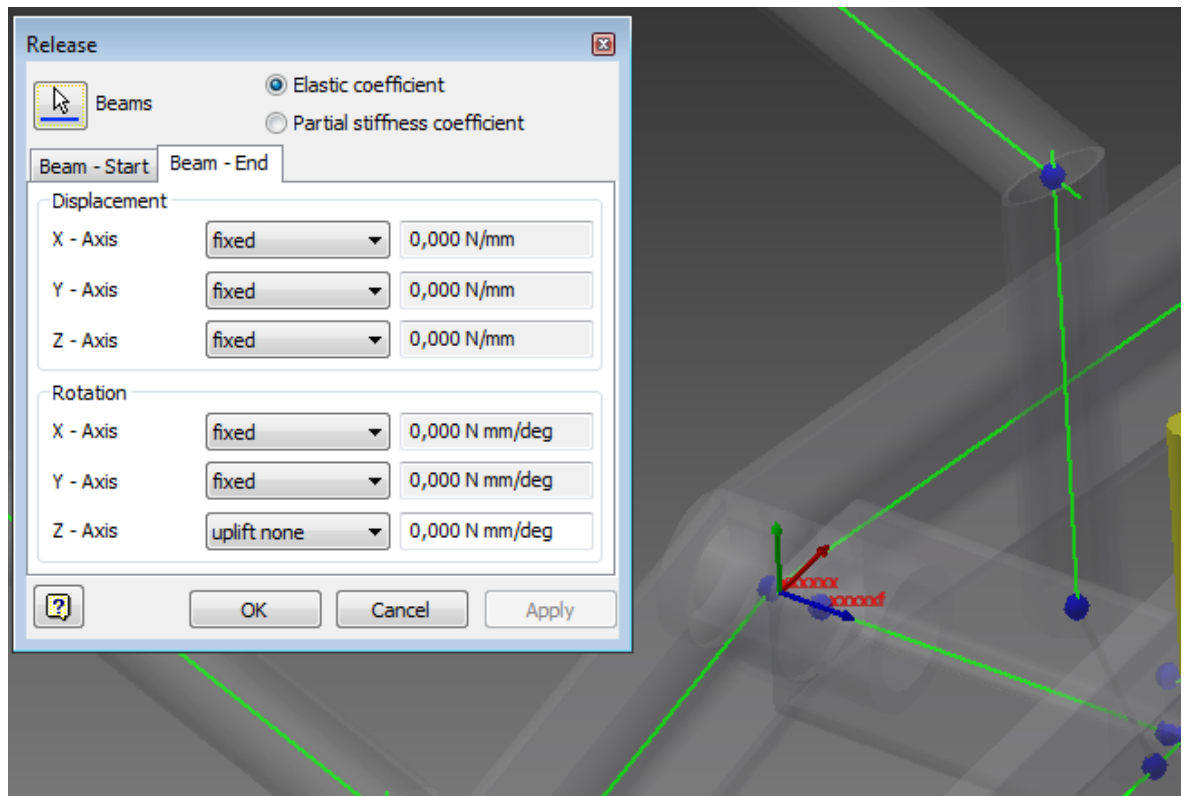 Release
Beams
Elastic coefficient
Partial stiffness coefficient
Beam - Start
Beam - End
Displacement
X - Axis fixed 0,000 N/mm
Y - Axis fixed 0,000 N/mm
Z - Axis fixed 0,000 N/mm
Rotation
X - Axis fixed 0,000 N mm/deg
Y - Axis fixed 0,000 N mm/deg
Z - Axis uplift none 0,000 N mm/deg
OK Cancel Apply
xxxxxf